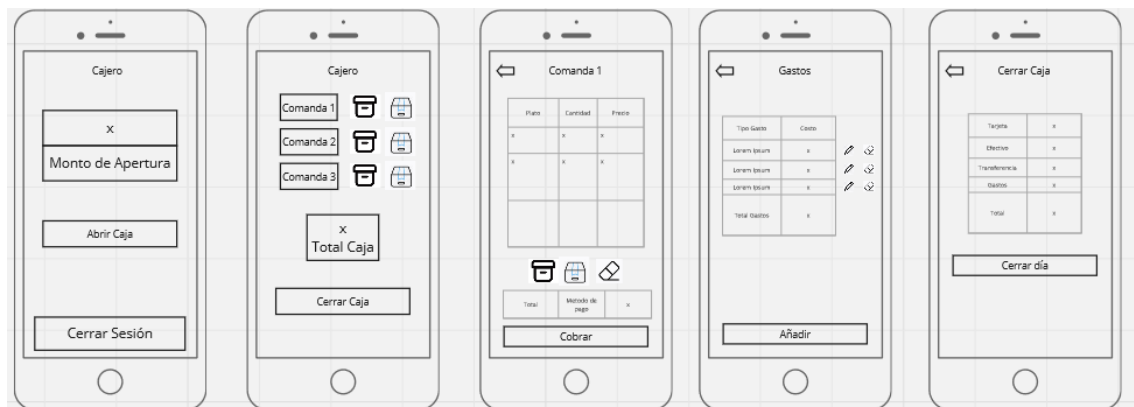 Cajero
x
Monto de Apertura
Abrir Caja
Cerrar Sesión
Cajero
Comanda 1
Comanda 2
Comanda 3
x
Total Caja
Cerrar Caja
Comanda 1
Plato Cantidad Precio
x x x
x x x
Total Metodo de pago x
Cobrar
Gastos
Tipo Gasto Costo
Lorem Ipsum x
Lorem Ipsum x
Lorem Ipsum x
Total Gastos x
Añadir
Cerrar Caja
Tarjeta x
Efectivo x
Transferencia x
Gastos x
Total x
Cerrar día